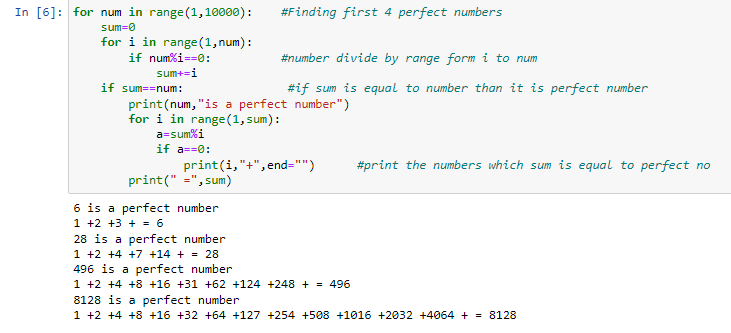 In [6]: for num in range(1,10000):    #Finding first 4 perfect numbers
            sum=0
            for i in range(1,num):
                if num%i==0:          #number divide by range form i to num
                    sum+=i
            if sum==num:               #if sum is equal to number than it is perfect number
                print(num,"is a perfect number")
                for i in range(1,sum):
                    a=sum%i
                    if a==0:
                        print(i,"+",end="")      #print the numbers which sum is equal to perfect no
                print(" =",sum)
6 is a perfect number
1 +2 +3 + = 6
28 is a perfect number
1 +2 +4 +7 +14 + = 28
496 is a perfect number
1 +2 +4 +8 +16 +31 +62 +124 +248 + = 496
8128 is a perfect number
1 +2 +4 +8 +16 +32 +64 +127 +254 +508 +1016 +2032 +4064 + = 8128